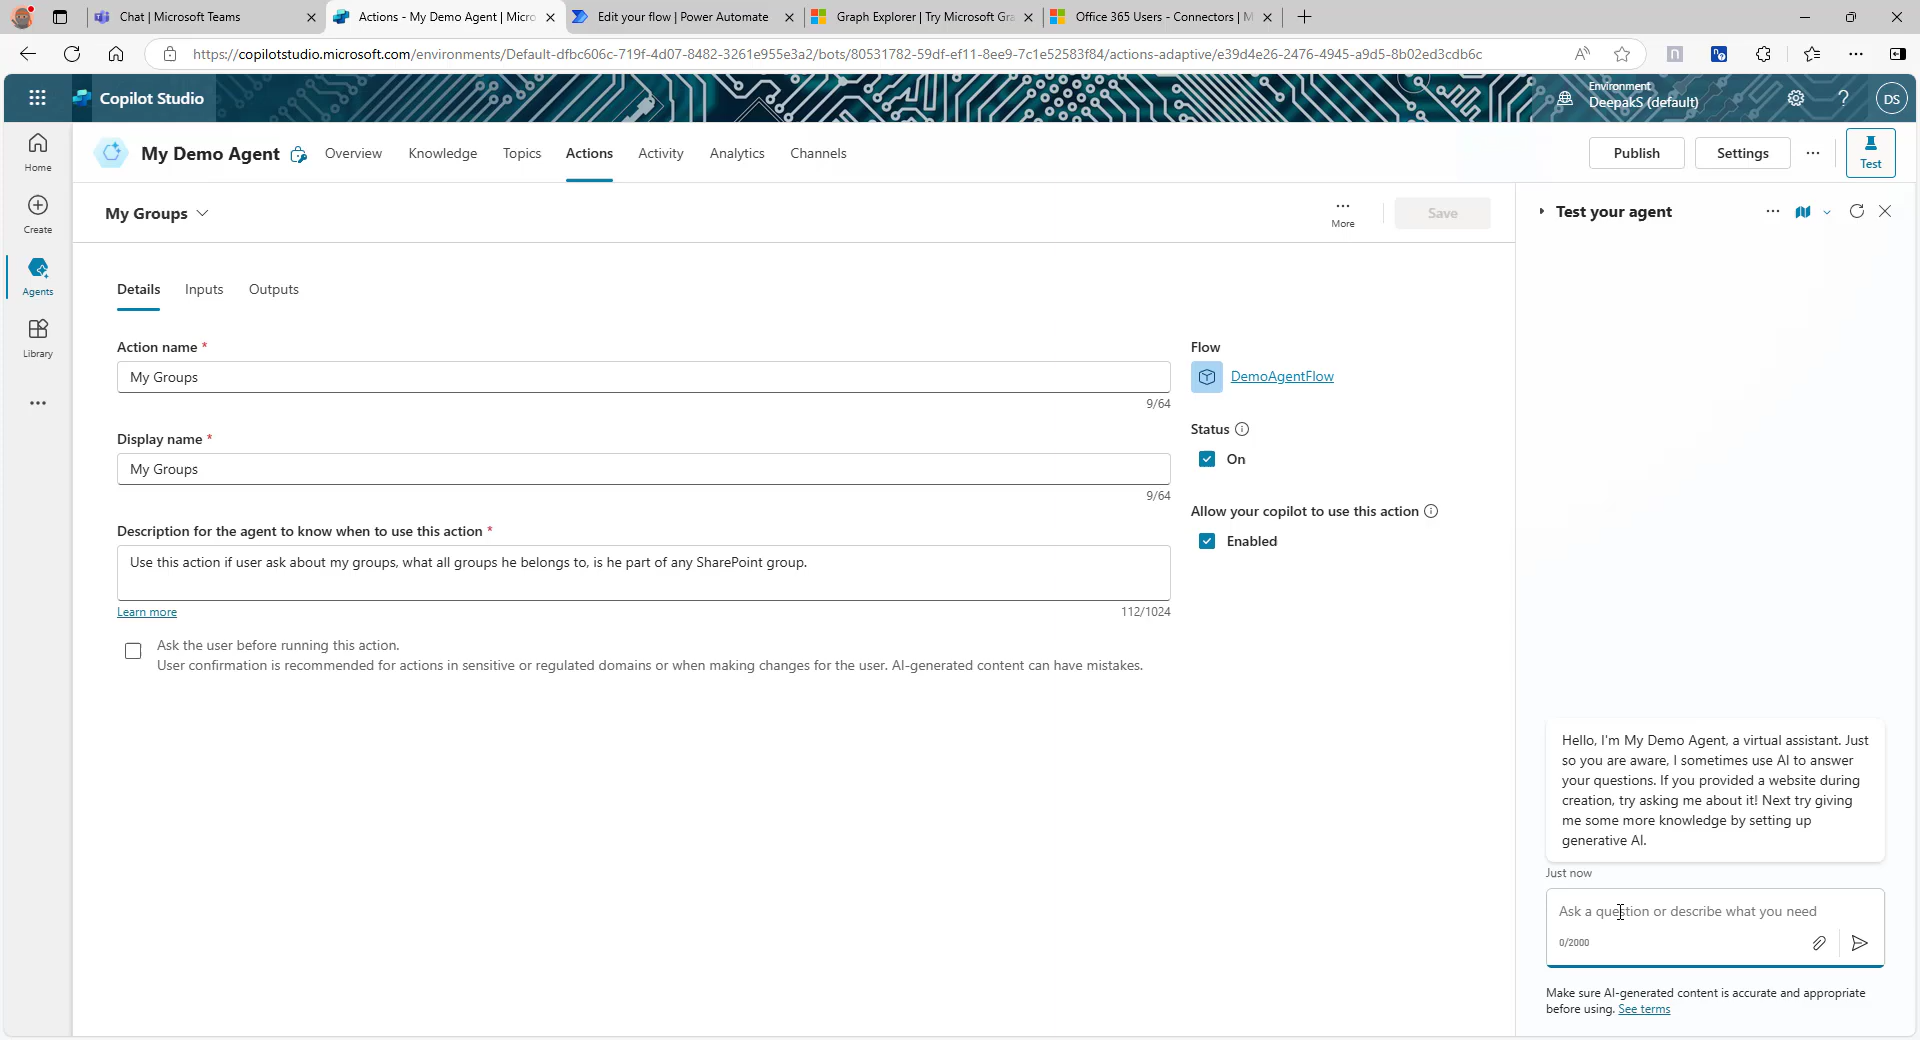 Chat | Microsoft Teams
Actions - My Demo Agent | Micro
Edit your flow | Power Automate
Graph Explorer | Try Microsoft Gra
Office 365 Users - Connectors | M
https://copilotstudio.microsoft.com/environments/Default-dfbc606c-719f-4d07-8482-3261e955e3a2/bots/80531782-59df-ef11-8ee9-7c1e52583f84/actions-adaptive/e39d4e26-2476-4945-a9d5-8b02ed3cdb6c
Copilot Studio
Environment
DeepakS (default)
DS
Home
Create
Agents
Library
My Demo Agent
Overview
Knowledge
Topics
Actions
Activity
Analytics
Channels
Publish
Settings
Test
My Groups
More
Save
Details
Inputs
Outputs
Action name *
My Groups
9/64
Display name *
My Groups
9/64
Description for the agent to know when to use this action *
Use this action if user ask about my groups, what all groups he belongs to, is he part of any SharePoint group.
Learn more
112/1024
Ask the user before running this action.
User confirmation is recommended for actions in sensitive or regulated domains or when making changes for the user. AI-generated content can have mistakes.
Flow
DemoAgentFlow
Status
On
Allow your copilot to use this action
Enabled
Test your agent
Hello, I'm My Demo Agent, a virtual assistant. Just
so you are aware, I sometimes use AI to answer
your questions. If you provided a website during
creation, try asking me about it! Next try giving
me some more knowledge by setting up
generative AI.
Just now
Ask a question or describe what you need
0/2000
Make sure AI-generated content is accurate and appropriate
before using. See terms